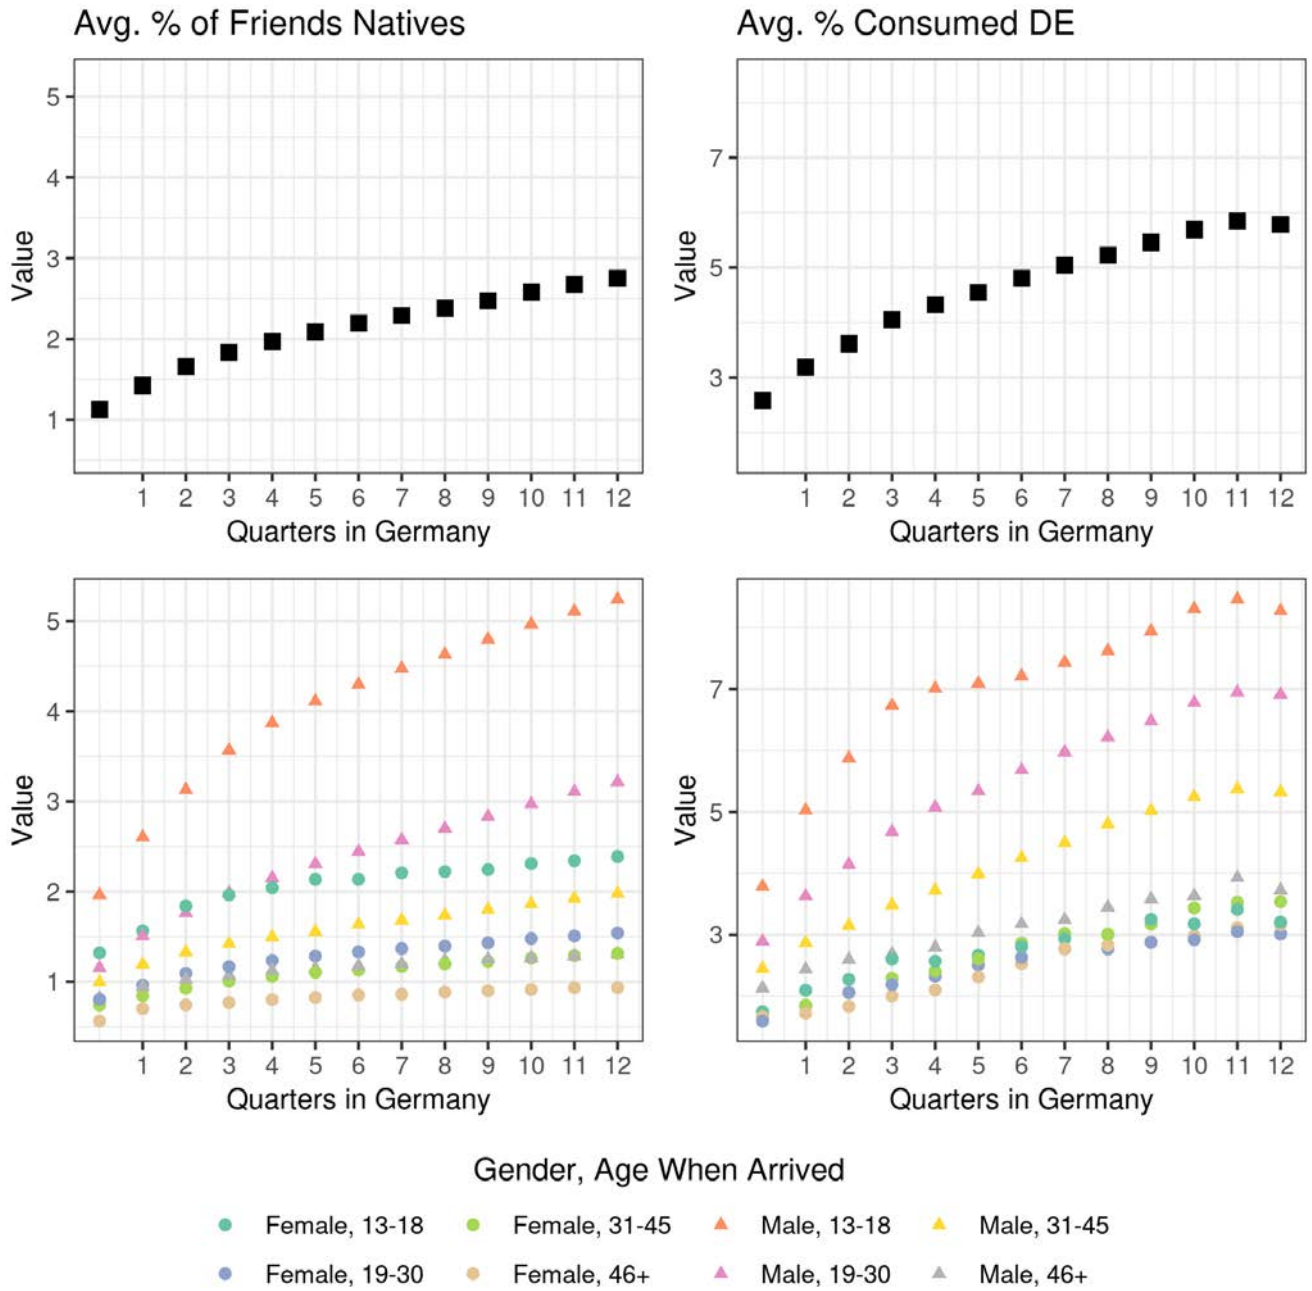 Avg. % of Friends Natives
Value
5
4
3
2
1
1 2 3 4 5 6 7 8 9 10 11 12
Quarters in Germany
Avg. % Consumed DE
Value
7
5
3
1 2 3 4 5 6 7 8 9 10 11 12
Quarters in Germany
Value
5
4
3
2
1
1 2 3 4 5 6 7 8 9 10 11 12
Quarters in Germany
Value
7
5
3
1 2 3 4 5 6 7 8 9 10 11 12
Quarters in Germany
Gender, Age When Arrived
Female, 13-18 Female, 31-45 Male, 13-18 Male, 31-45
Female, 19-30 Female, 46+ Male, 19-30 Male, 46+